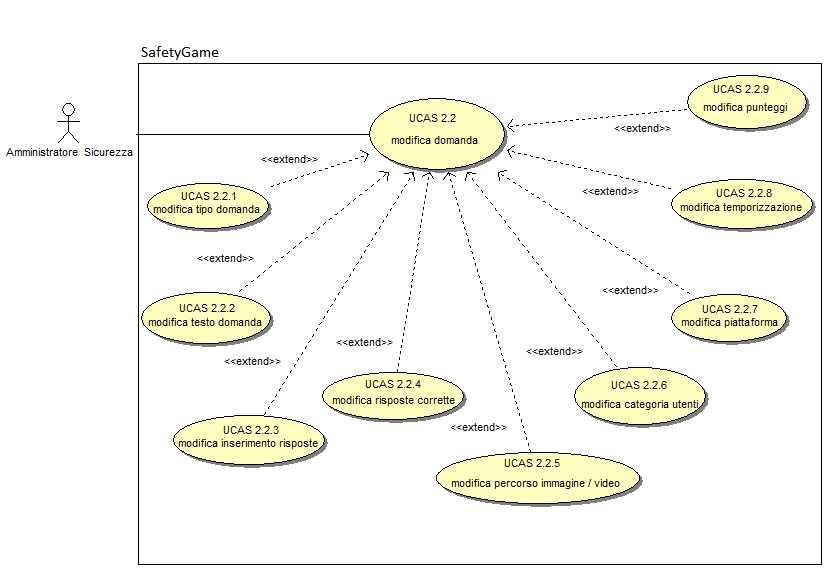 SafetyGame
Amministratore Sicurezza
UCAS 2.2
modifica domanda
UCAS 2.2.9
modifica punteggi
<<extend>>
<<extend>>
UCAS 2.2.1
modifica tipo domanda
<<extend>>
UCAS 2.2.8
modifica temporizzazione
<<extend>>
UCAS 2.2.2
modifica testo domanda
<<extend>>
UCAS 2.2.7
modifica piattaforma
<<extend>>
UCAS 2.2.3
modifica inserimento risposte
<<extend>>
UCAS 2.2.4
modifica risposte corrette
<<extend>>
UCAS 2.2.6
modifica categoria utenti
<<extend>>
UCAS 2.2.5
modifica percorso immagine / video